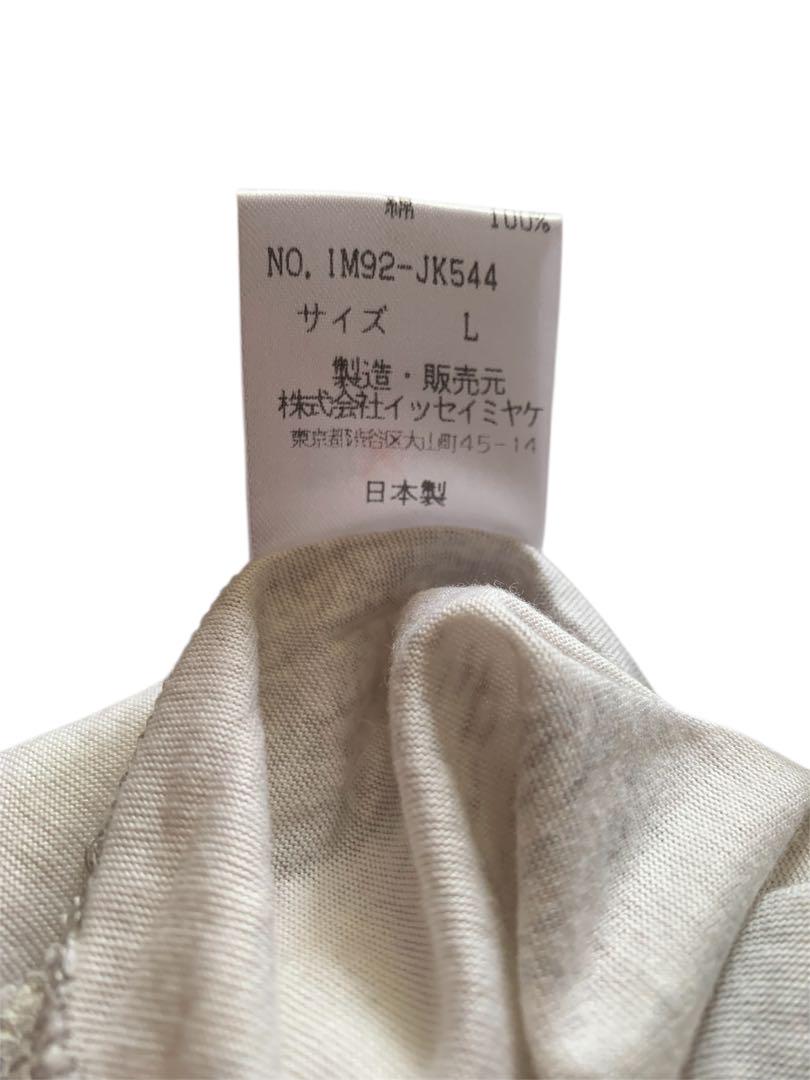 綿 100%
NO. IM92-JK544
サイズ L
製造・販売元
株式会社イッセイミヤケ
東京都渋谷区大山町45-14
日本製